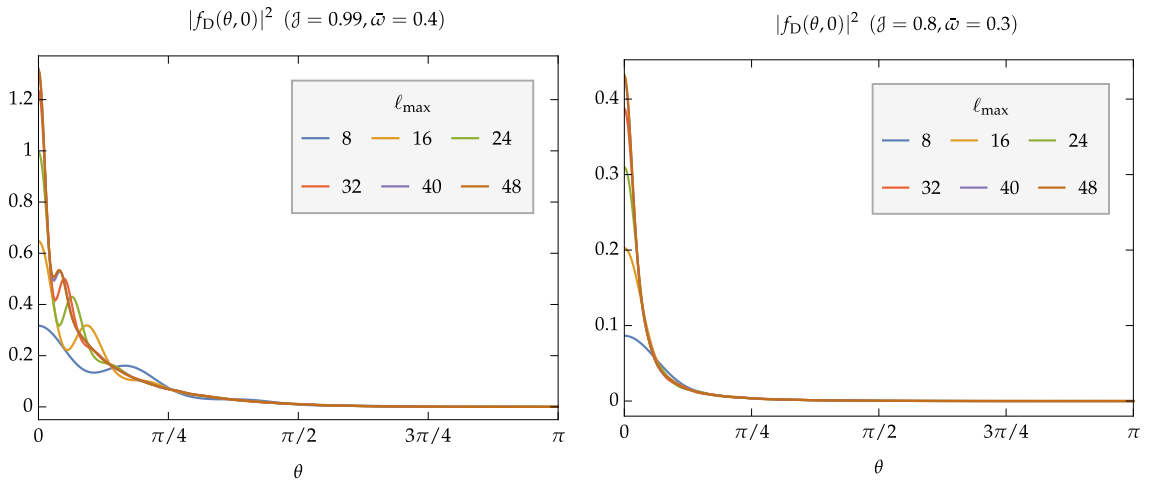 |f_D(θ, 0)|² (𝒥 = 0.99, ω̄ = 0.4)
ℓ_max
8 16 24
32 40 48
1.2
1
0.8
0.6
0.4
0.2
0
0 π/4 π/2 3π/4 π
θ
|f_D(θ, 0)|² (𝒥 = 0.8, ω̄ = 0.3)
ℓ_max
8 16 24
32 40 48
0.4
0.3
0.2
0.1
0
0 π/4 π/2 3π/4 π
θ